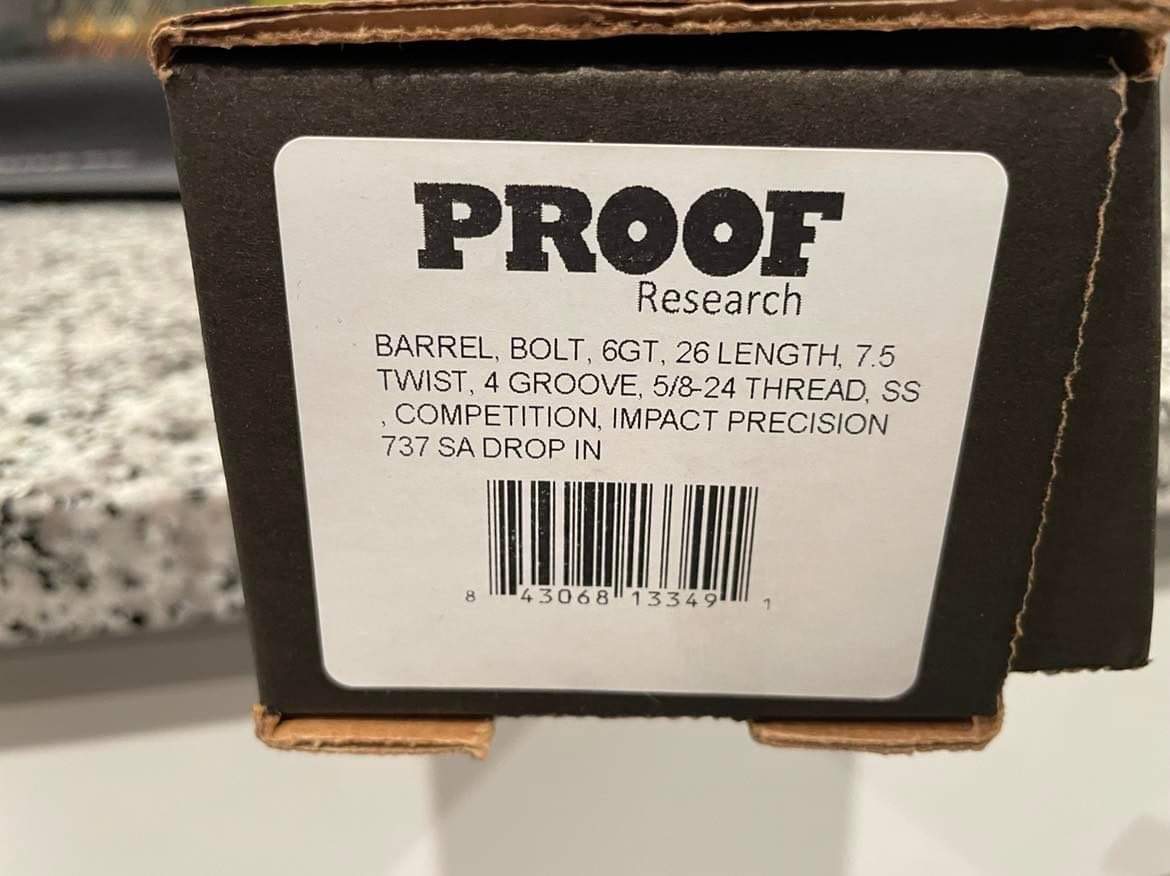 PROOF
Research
BARREL, BOLT, 6GT, 26 LENGTH, 7.5
TWIST, 4 GROOVE, 5/8-24 THREAD, SS
, COMPETITION, IMPACT PRECISION
737 SA DROP IN
8 43068 13349 1